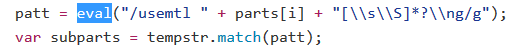 patt = eval("/usemtl " + parts[i] + "[\\s\\S]*?\\ng/g");
var subparts = tempstr.match(patt);